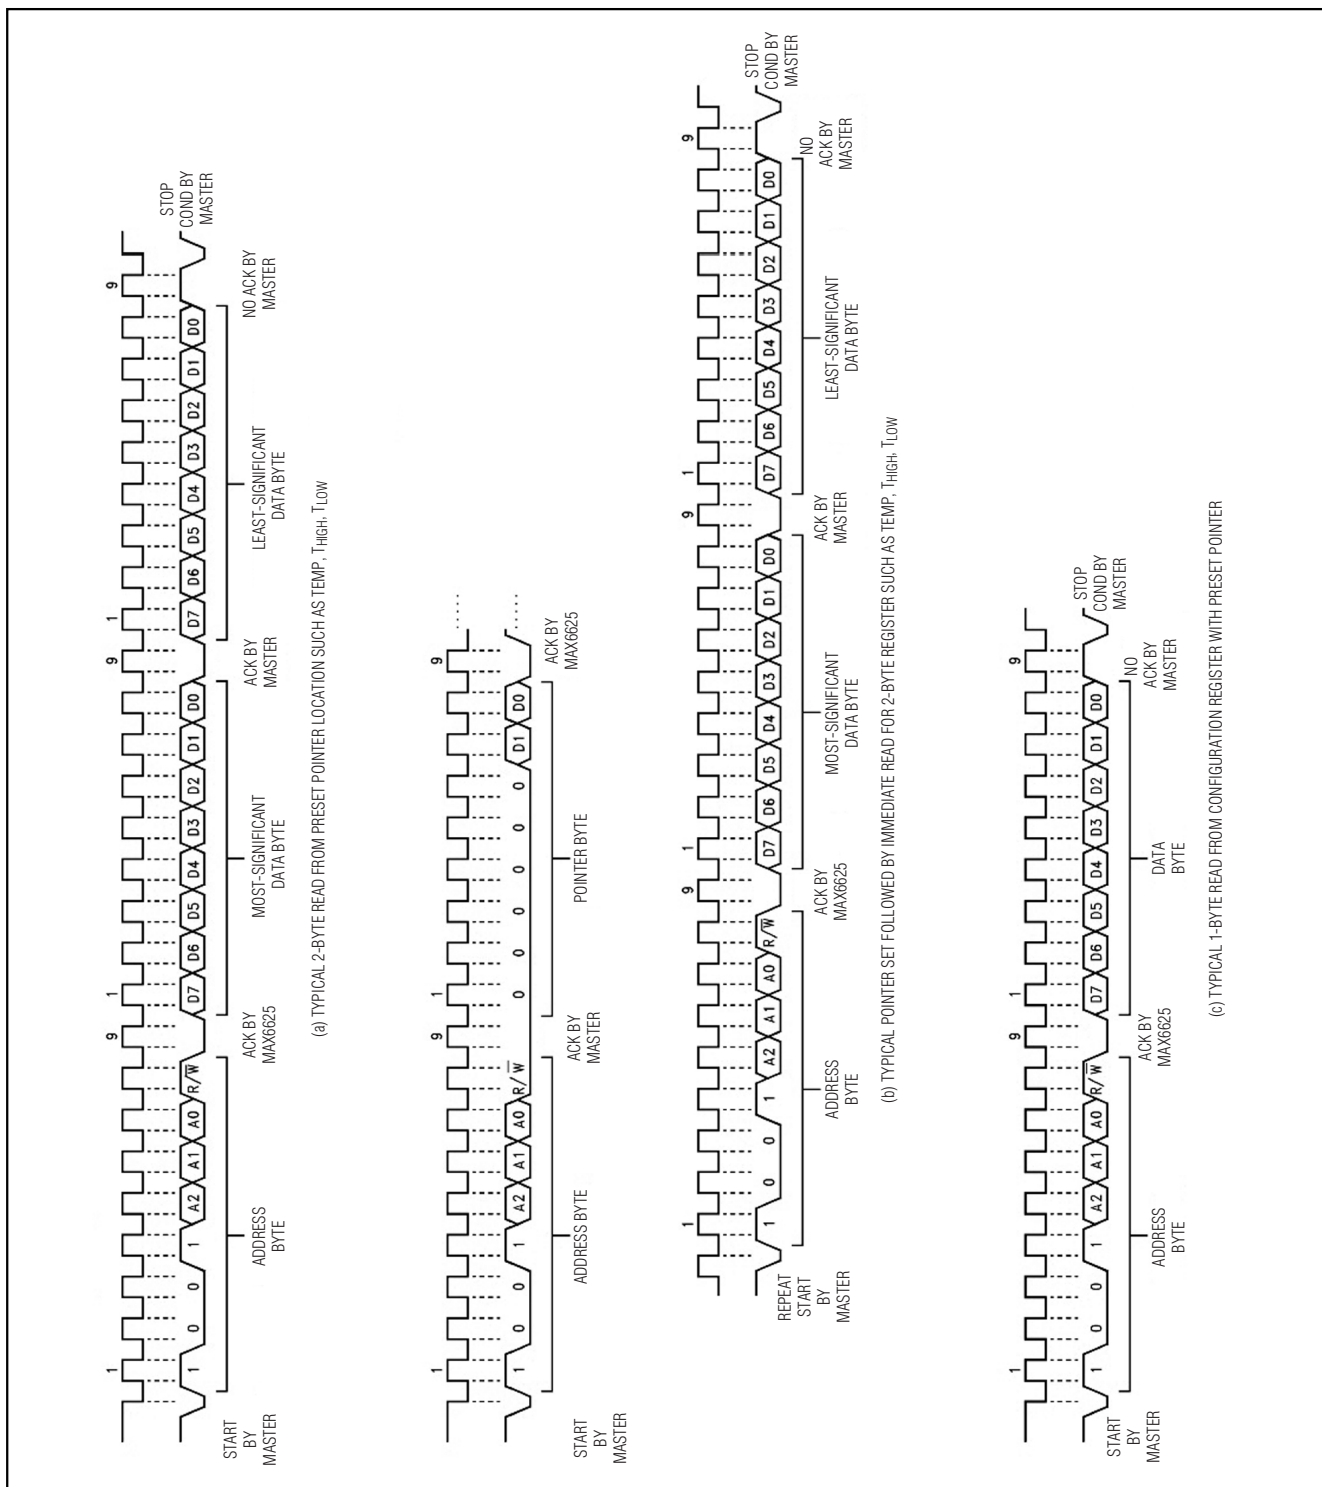 1 9 1 9 1 9
1 0 0 1 A2 A1 A0 R/W̅ D7 D6 D5 D4 D3 D2 D1 D0 D7 D6 D5 D4 D3 D2 D1 D0
START
BY
MASTER
ADDRESS
BYTE
ACK BY
MAX6625
MOST-SIGNIFICANT
DATA BYTE
ACK BY
MASTER
LEAST-SIGNIFICANT
DATA BYTE
NO ACK BY
MASTER
STOP
COND BY
MASTER
(a) TYPICAL 2-BYTE READ FROM PRESET POINTER LOCATION SUCH AS TEMP, THIGH, TLOW
1 9 1 9
1 0 0 1 A2 A1 A0 R/W̅ 0 0 0 0 0 0 D1 D0
START
BY
MASTER
ADDRESS BYTE
ACK BY
MASTER
POINTER BYTE
ACK BY
MAX6625
1 9 1 9 1 9
1 0 0 1 A2 A1 A0 R/W̅ D7 D6 D5 D4 D3 D2 D1 D0 D7 D6 D5 D4 D3 D2 D1 D0
REPEAT
START
BY
MASTER
ADDRESS
BYTE
ACK BY
MAX6625
MOST-SIGNIFICANT
DATA BYTE
ACK BY
MASTER
LEAST-SIGNIFICANT
DATA BYTE
NO
ACK BY
MASTER
STOP
COND BY
MASTER
(b) TYPICAL POINTER SET FOLLOWED BY IMMEDIATE READ FOR 2-BYTE REGISTER SUCH AS TEMP, THIGH, TLOW
1 9 1 9
1 0 0 1 A2 A1 A0 R/W̅ D7 D6 D5 D4 D3 D2 D1 D0
START
BY
MASTER
ADDRESS
BYTE
ACK BY
MAX6625
DATA
BYTE
NO
ACK BY
MASTER
STOP
COND BY
MASTER
(c) TYPICAL 1-BYTE READ FROM CONFIGURATION REGISTER WITH PRESET POINTER